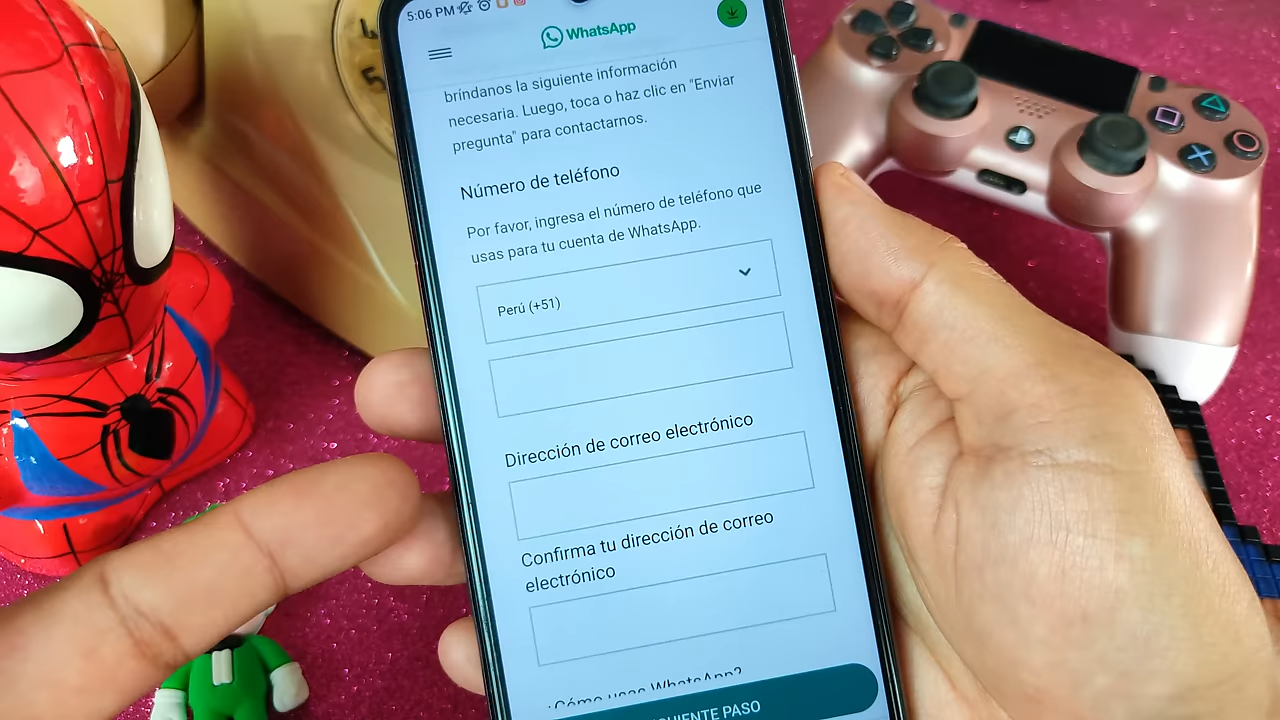 5:06 PM
WhatsApp
bríndanos la siguiente información
necesaria. Luego, toca o haz clic en "Enviar
pregunta" para contactarnos.
Número de teléfono
Por favor, ingresa el número de teléfono que
usas para tu cuenta de WhatsApp.
Perú (+51)
Dirección de correo electrónico
Confirma tu dirección de correo
electrónico
¿Cómo usas WhatsApp?
SIGUIENTE PASO